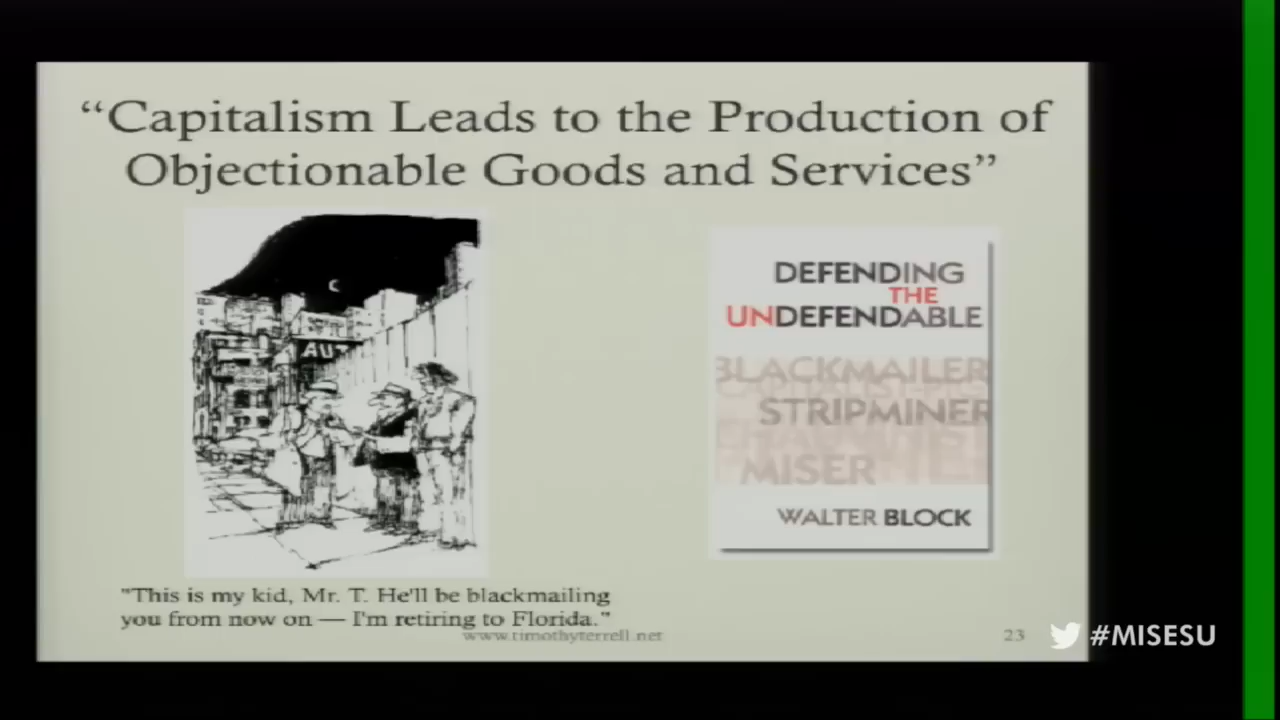 “Capitalism Leads to the Production of
Objectionable Goods and Services”
AUT
DEFENDING
THE
UNDEFENDABLE
BLACKMAILER
STRIPMINER
MISER
WALTER BLOCK
"This is my kid, Mr. T. He'll be blackmailing
you from now on — I'm retiring to Florida."
www.timothyterrell.net
23
#MISESU